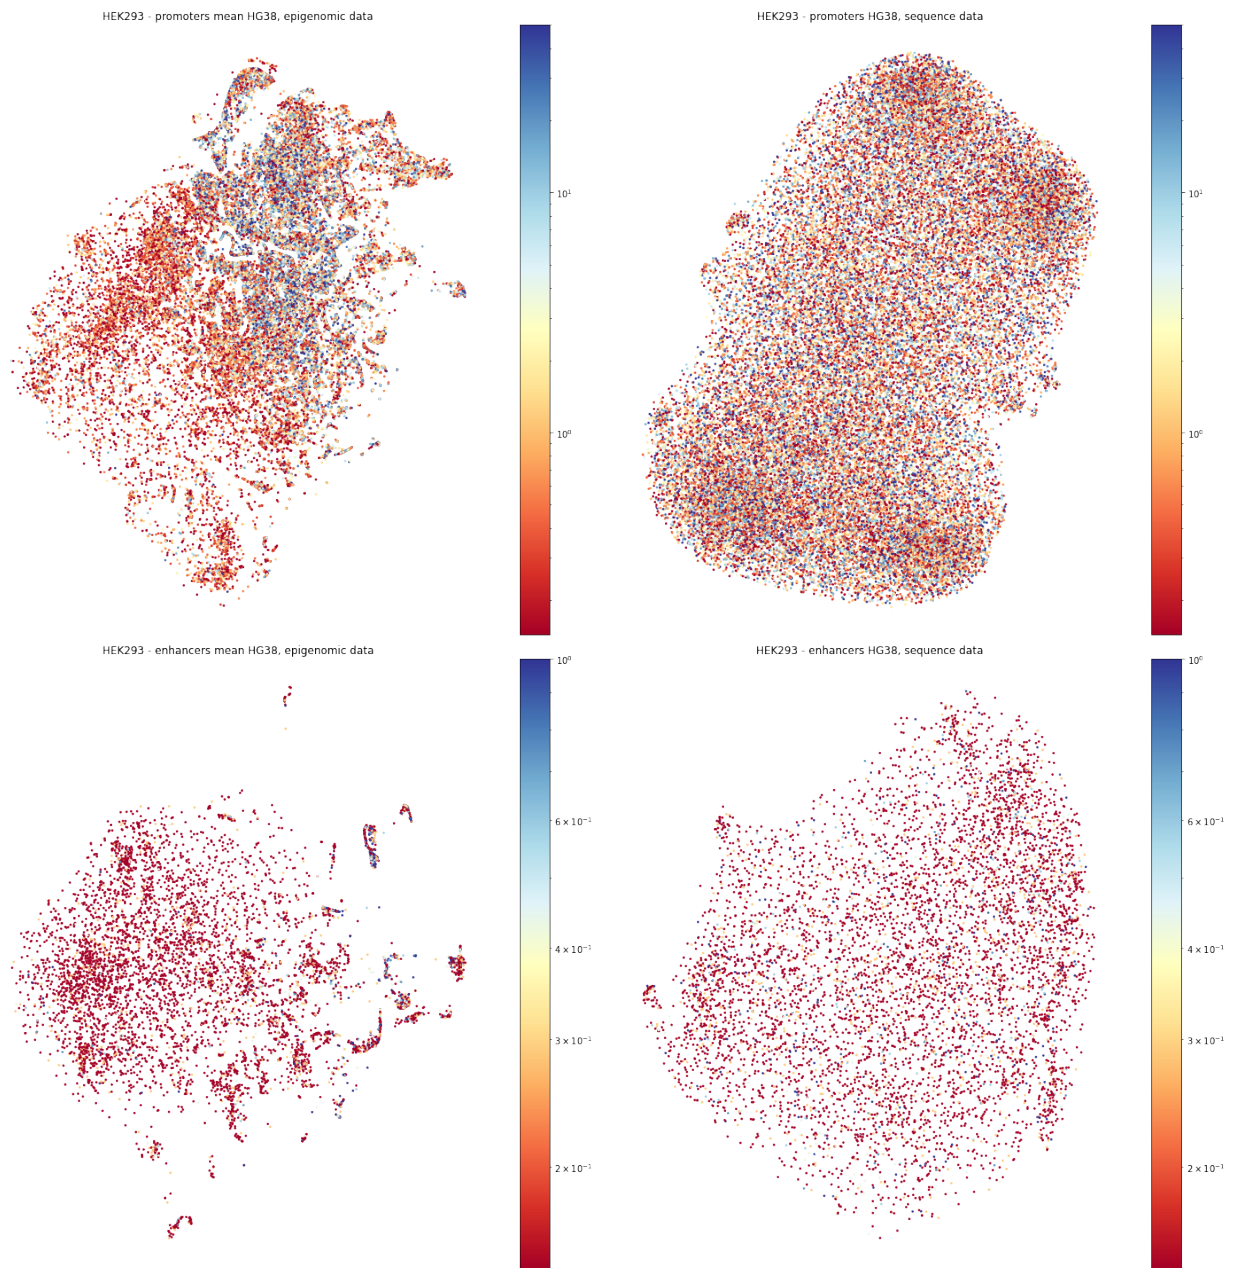 HEK293 - promoters mean HG38, epigenomic data
HEK293 - promoters HG38, sequence data
10¹
10⁰
10¹
10⁰
HEK293 - enhancers mean HG38, epigenomic data
HEK293 - enhancers HG38, sequence data
10⁰
6 × 10⁻¹
4 × 10⁻¹
3 × 10⁻¹
2 × 10⁻¹
10⁰
6 × 10⁻¹
4 × 10⁻¹
3 × 10⁻¹
2 × 10⁻¹